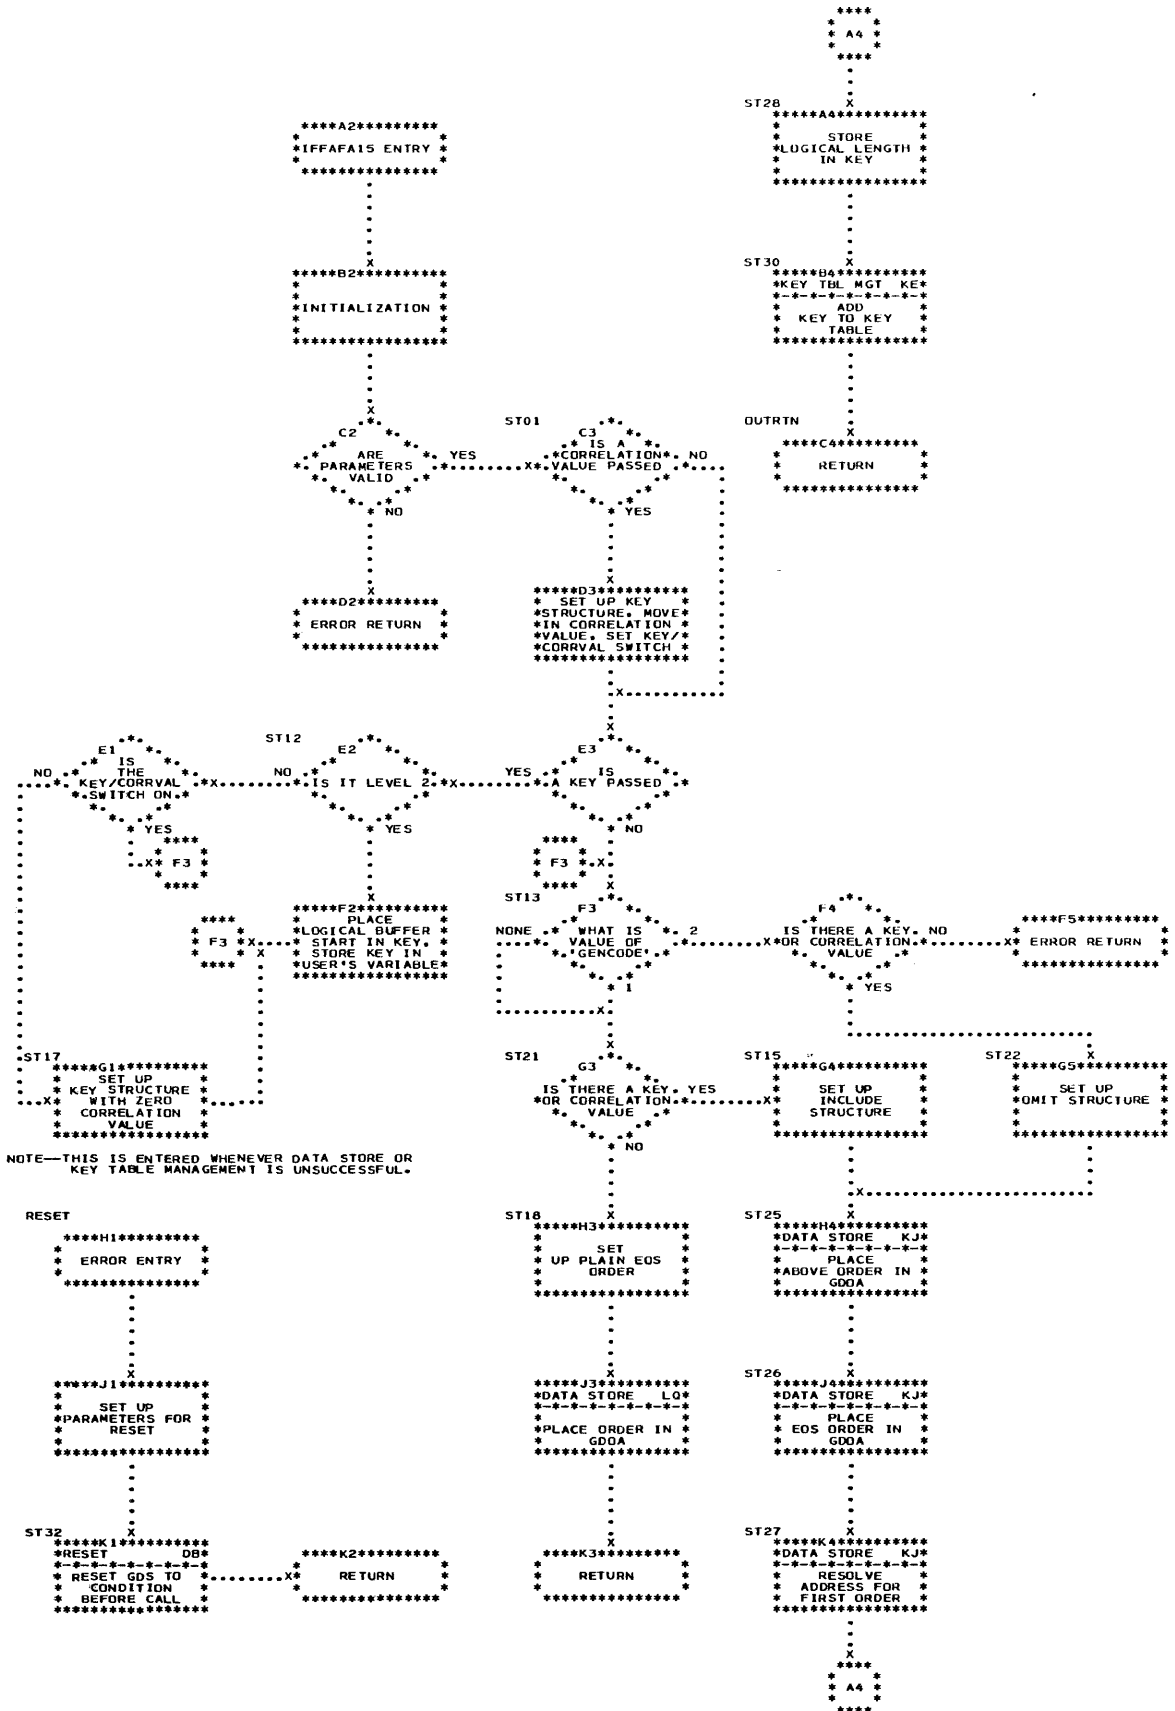 A4
ST28
A4
STORE
LOGICAL LENGTH
IN KEY
A2
IFFAFA15 ENTRY
ST30
B4
KEY TBL MGT KE
ADD
KEY TO KEY
TABLE
B2
INITIALIZATION
OUTRTN
C4
RETURN
C2
ARE
PARAMETERS
VALID
YES
NO
ST01
C3
IS A
CORRELATION
VALUE PASSED
NO
YES
D2
ERROR RETURN
D3
SET UP KEY
STRUCTURE. MOVE
IN CORRELATION
VALUE. SET KEY/
CORRVAL SWITCH
E1
IS
THE
KEY/CORRVAL
SWITCH ON
NO
YES
F3
ST12
E2
IS IT LEVEL 2
NO
YES
E3
IS
A KEY PASSED
YES
NO
F3
F3
F2
PLACE
LOGICAL BUFFER
START IN KEY.
STORE KEY IN
USER'S VARIABLE
ST13
F3
WHAT IS
VALUE OF
'GENCODE'
NONE
2
1
F4
IS THERE A KEY
OR CORRELATION
VALUE
NO
YES
F5
ERROR RETURN
ST17
G1
SET UP
KEY STRUCTURE
WITH ZERO
CORRELATION
VALUE
ST21
G3
IS THERE A KEY
OR CORRELATION
VALUE
YES
NO
ST15
G4
SET UP
INCLUDE
STRUCTURE
ST22
G5
SET UP
OMIT STRUCTURE
NOTE--THIS IS ENTERED WHENEVER DATA STORE OR
KEY TABLE MANAGEMENT IS UNSUCCESSFUL.
RESET
H1
ERROR ENTRY
ST18
H3
SET
UP PLAIN EOS
ORDER
ST25
H4
DATA STORE KJ
PLACE
ABOVE ORDER IN
GDOA
J1
SET UP
PARAMETERS FOR
RESET
J3
DATA STORE LQ
PLACE ORDER IN
GDOA
ST26
J4
DATA STORE KJ
PLACE
EOS ORDER IN
GDOA
ST32
K1
RESET DB
RESET GDS TO
CONDITION
BEFORE CALL
K2
RETURN
K3
RETURN
ST27
K4
DATA STORE KJ
RESOLVE
ADDRESS FOR
FIRST ORDER
A4